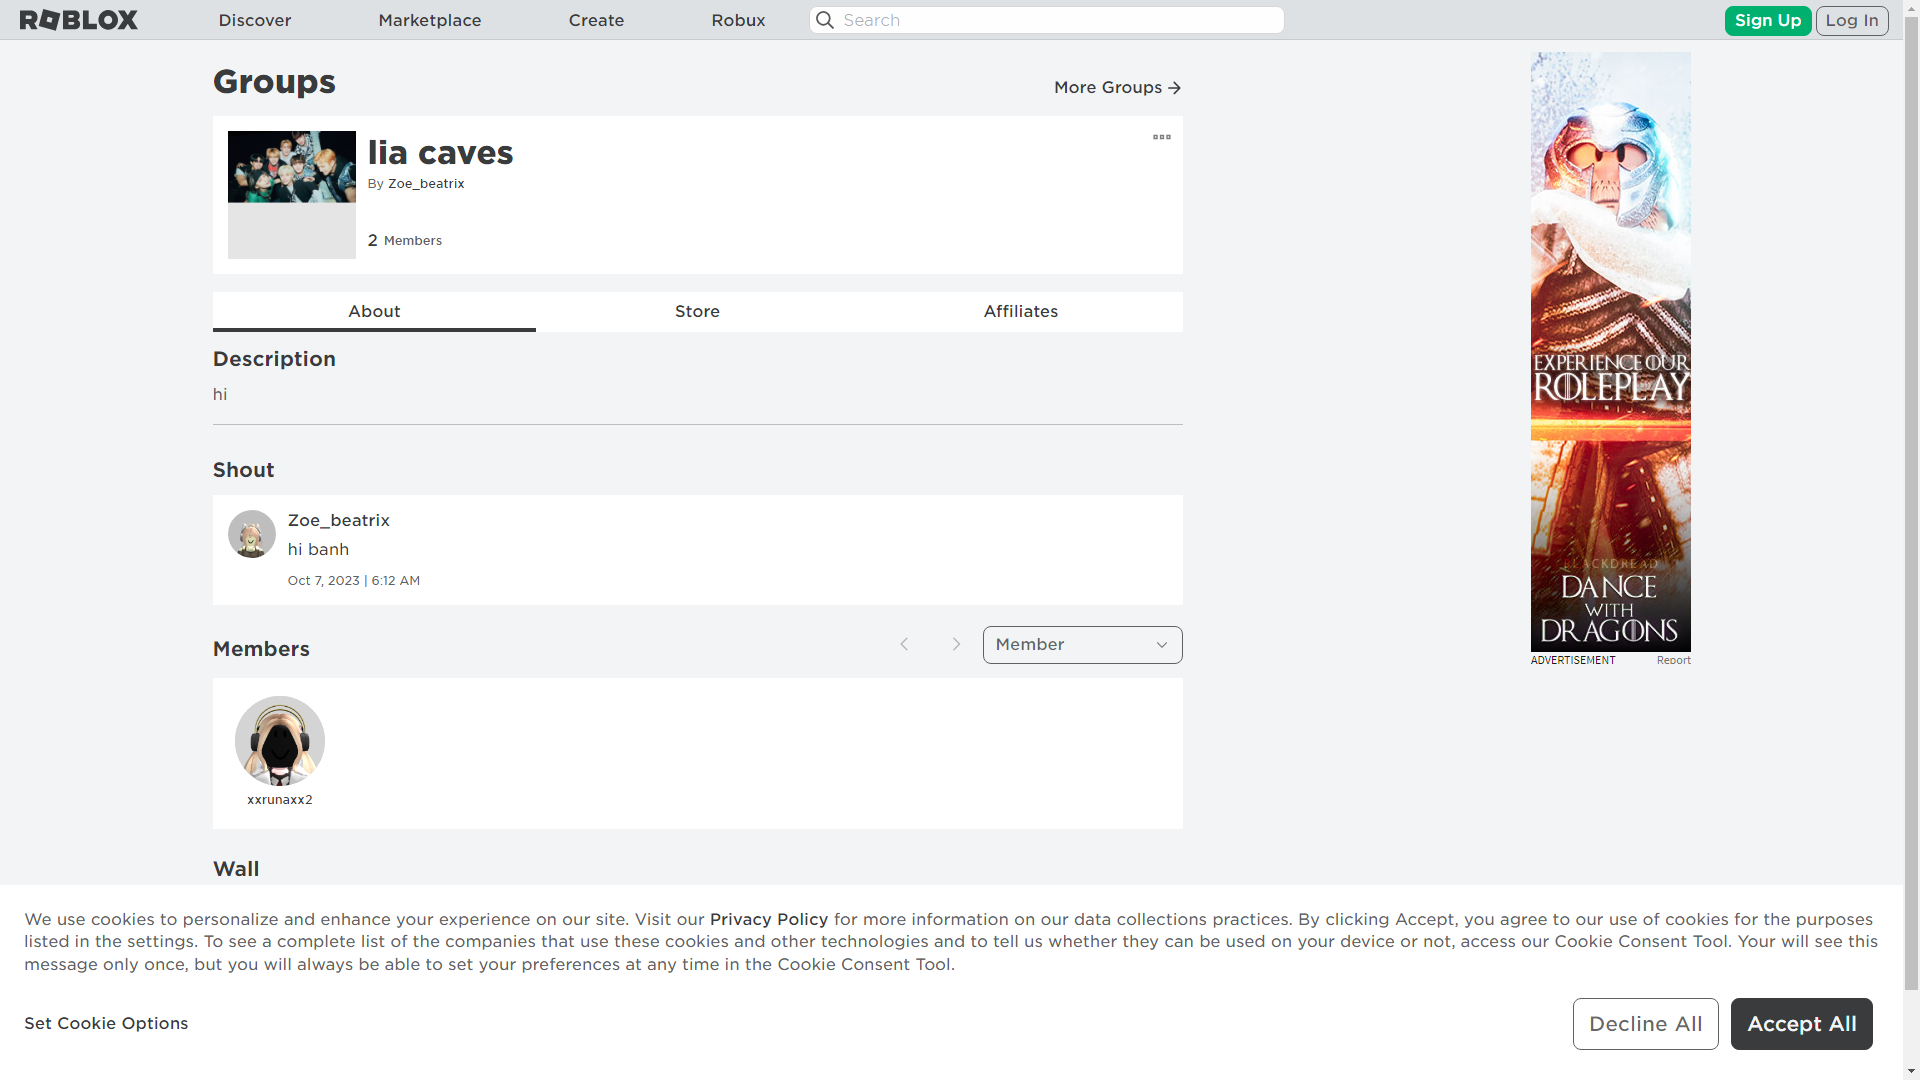 ROBLOX
Discover
Marketplace
Create
Robux
Search
Sign Up
Log In
Groups
More Groups
lia caves
By Zoe_beatrix
2 Members
About
Store
Affiliates
Description
hi
Shout
Zoe_beatrix
hi banh
Oct 7, 2023 | 6:12 AM
Members
Member
xxrunaxx2
Wall
EXPERIENCE OUR
ROLEPLAY
BLACKDREAD
DANCE
WITH
DRAGONS
ADVERTISEMENT
Report
We use cookies to personalize and enhance your experience on our site. Visit our Privacy Policy for more information on our data collections practices. By clicking Accept, you agree to our use of cookies for the purposes
listed in the settings. To see a complete list of the companies that use these cookies and other technologies and to tell us whether they can be used on your device or not, access our Cookie Consent Tool. Your will see this
message only once, but you will always be able to set your preferences at any time in the Cookie Consent Tool.
Set Cookie Options
Decline All
Accept All